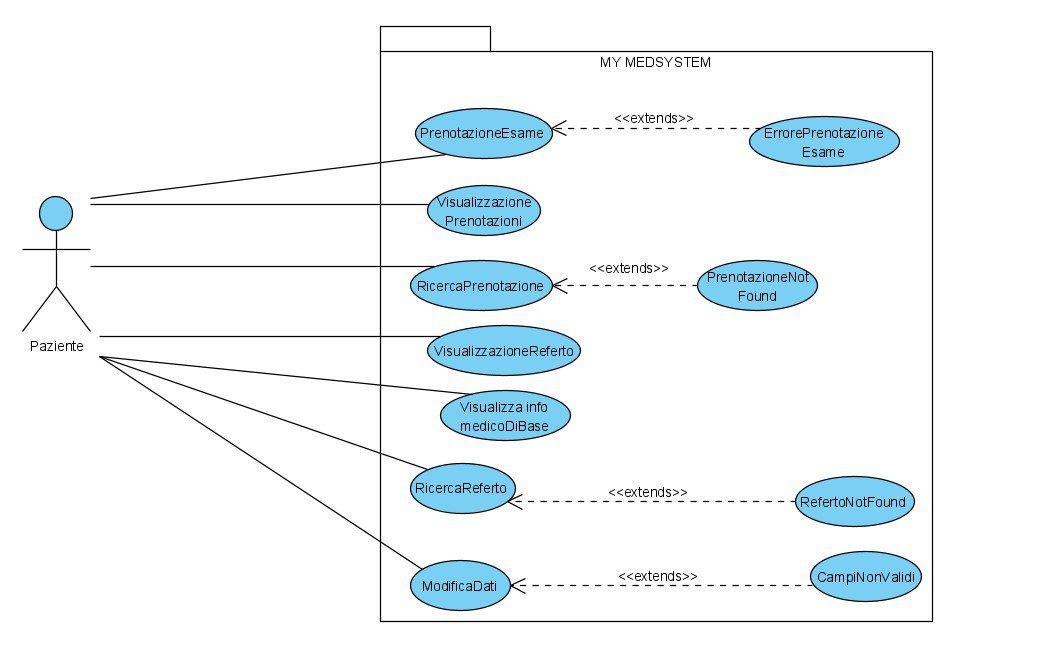 MY MEDSYSTEM
PrenotazioneEsame
<<extends>>
ErrorePrenotazione
Esame
Visualizzazione
Prenotazioni
RicercaPrenotazione
<<extends>>
PrenotazioneNot
Found
Paziente
VisualizzazioneReferto
Visualizza info
medicoDiBase
RicercaReferto
<<extends>>
RefertoNotFound
ModificaDati
<<extends>>
CampiNonValidi